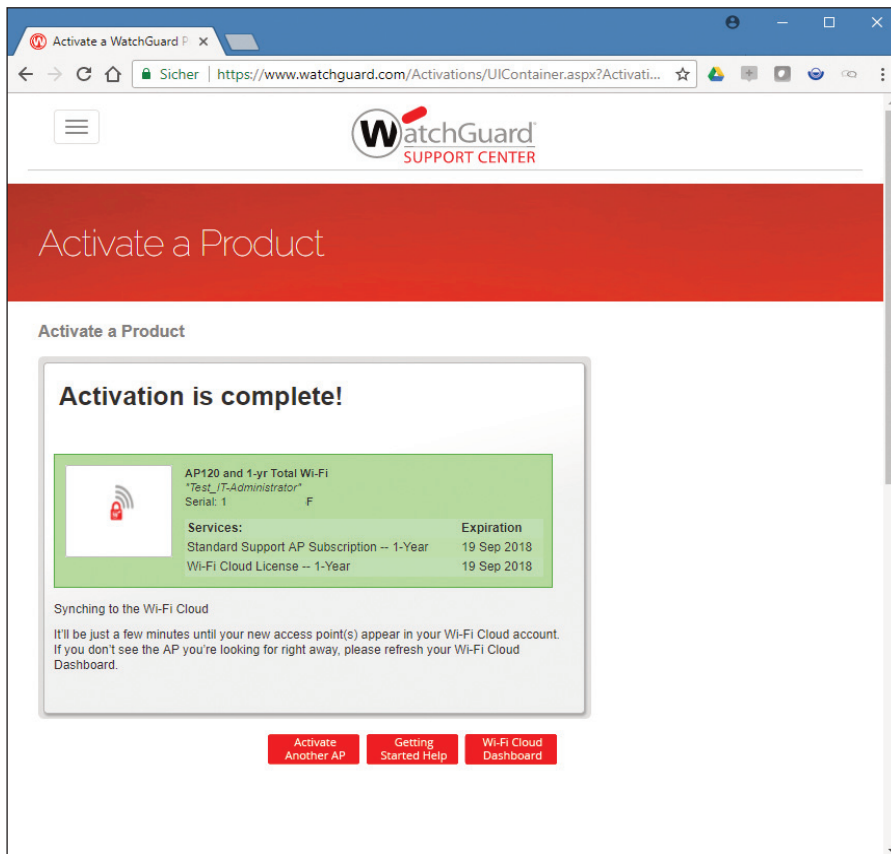 Activate a WatchGuard P
Sicher | https://www.watchguard.com/Activations/UIContainer.aspx?Activati...
WatchGuard
SUPPORT CENTER
Activate a Product
Activate a Product
Activation is complete!
AP120 and 1-yr Total Wi-Fi
"Test_IT-Administrator"
Serial: 1 F
Services: Expiration
Standard Support AP Subscription -- 1-Year 19 Sep 2018
Wi-Fi Cloud License -- 1-Year 19 Sep 2018
Synching to the Wi-Fi Cloud
It'll be just a few minutes until your new access point(s) appear in your Wi-Fi Cloud account.
If you don't see the AP you're looking for right away, please refresh your Wi-Fi Cloud
Dashboard.
Activate Another AP
Getting Started Help
Wi-Fi Cloud Dashboard